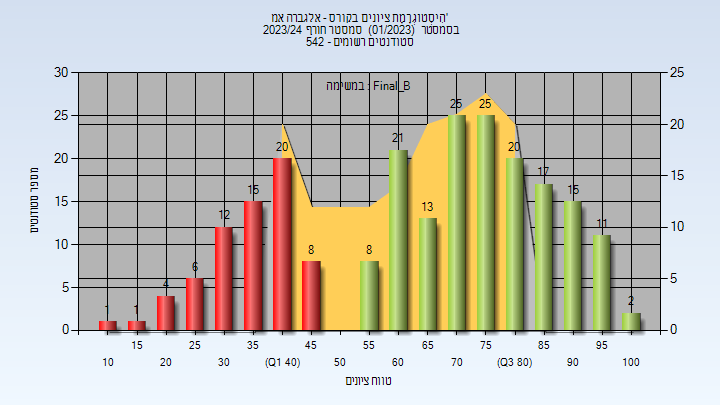 היסטוגרמת ציונים בקורס - אלגברה אמ'
בסמסטר (01/2023) סמסטר חורף 2023/24
סטודנטים רשומים - 542
במשימה : Final_B
מספר סטודנטים
30 25 20 15 10 5 0
25 20 15 10 5 0
1 1 4 6 12 15 20 8 8 21 13 25 25 20 17 15 11 2
15 25 35 45 55 65 75 85 95
10 20 30 (Q1 40) 50 60 70 (Q3 80) 90 100
טווח ציונים